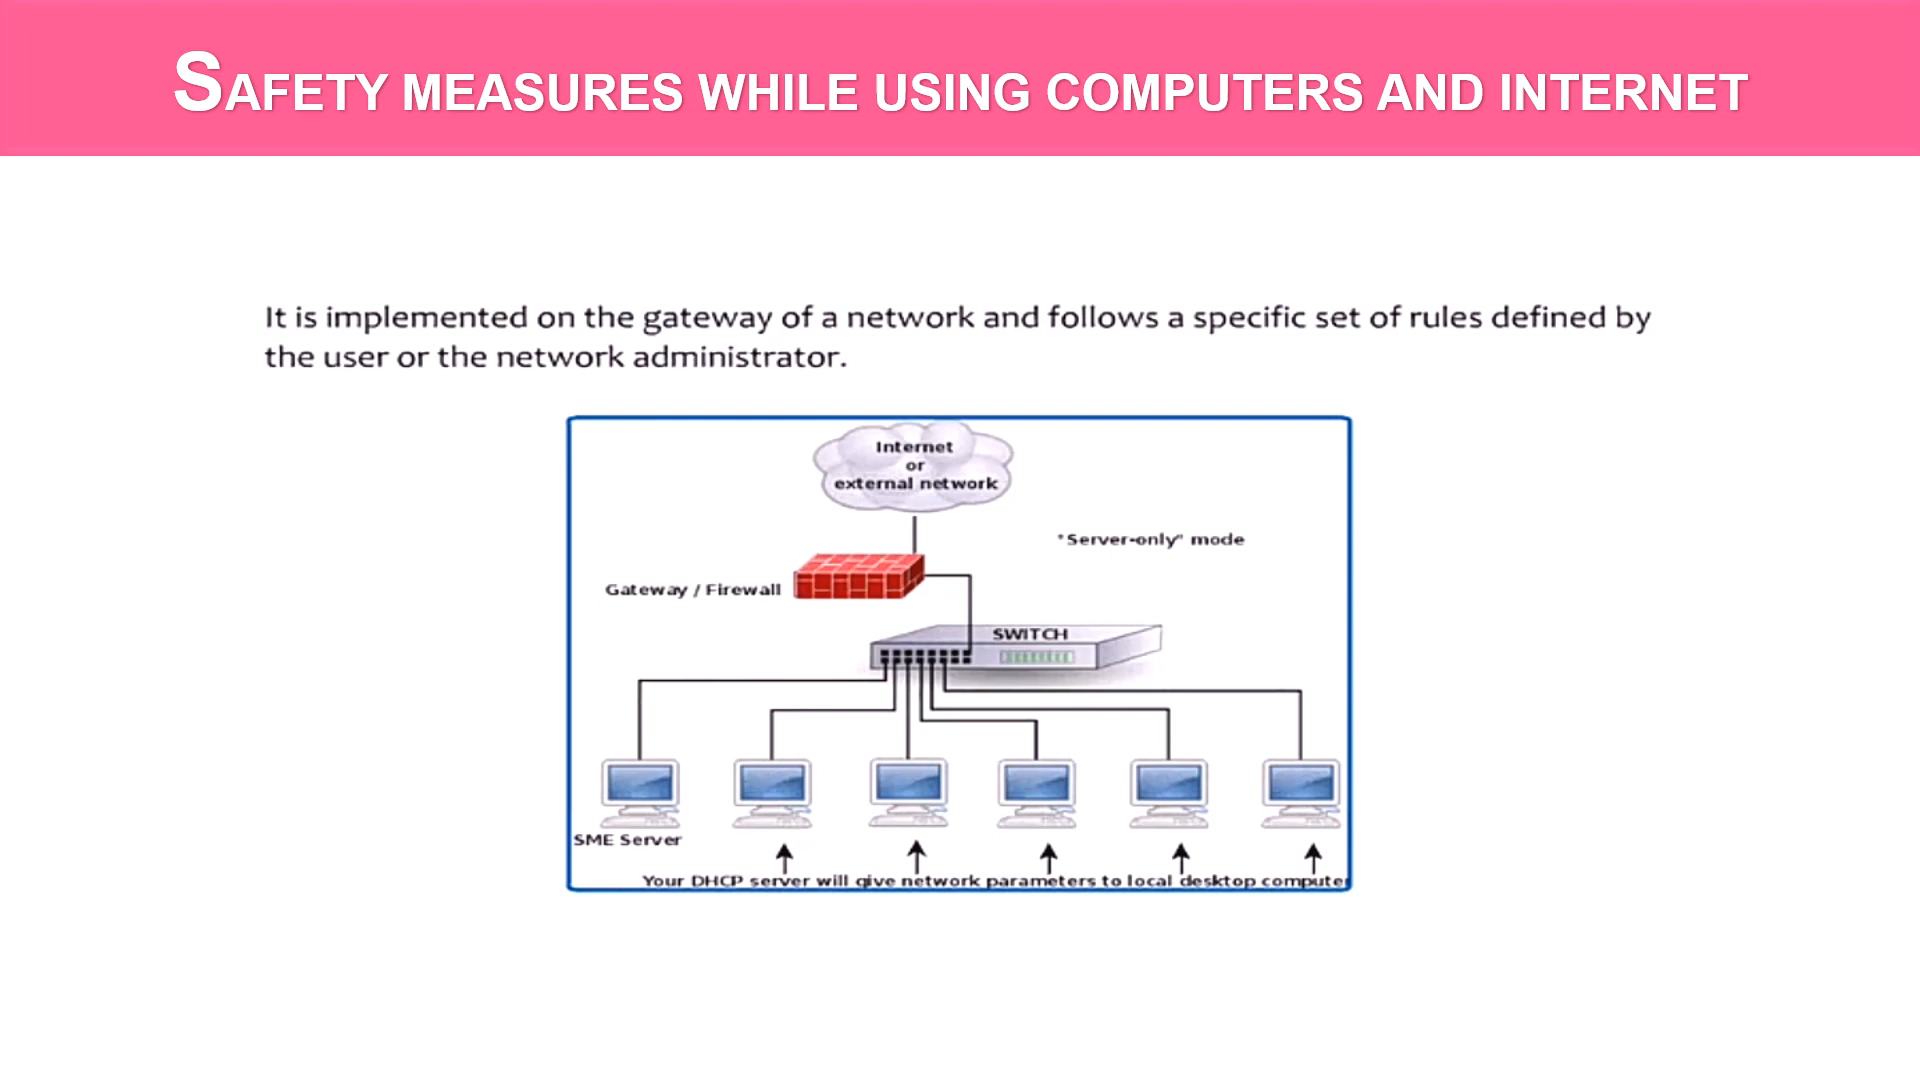 SAFETY MEASURES WHILE USING COMPUTERS AND INTERNET
It is implemented on the gateway of a network and follows a specific set of rules defined by
the user or the network administrator.
Internet
or
external network
"Server-only" mode
Gateway / Firewall
SWITCH
SME Server
Your DHCP server will give network parameters to local desktop computer